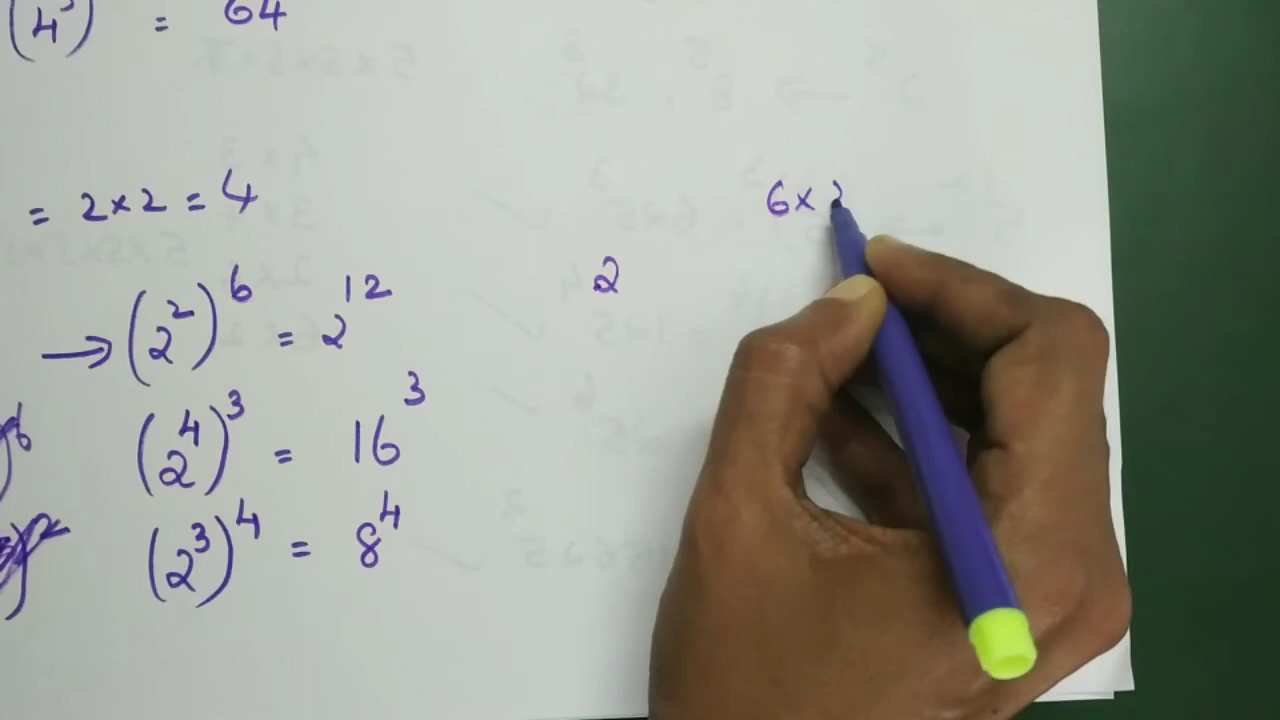 (4³) = 64
= 2×2 = 4
6×
→ (2²)⁶ = 2¹²
2
(2⁴)³ = 16³
(2³)⁴ = 8⁴